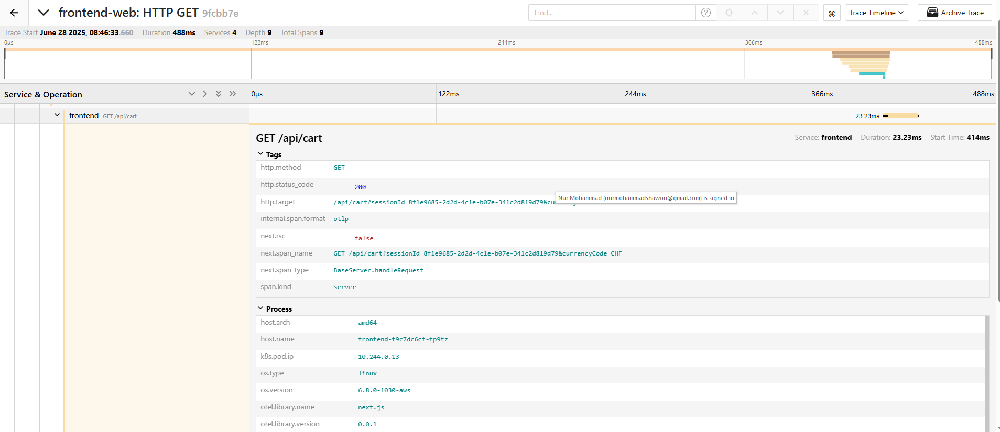 frontend-web: HTTP GET 9fcbb7e
Find...
Trace Timeline
Archive Trace
Trace Start June 28 2025, 08:46:33.660 Duration 488ms Services 4 Depth 9 Total Spans 9
0μs 122ms 244ms 366ms 488ms
Service & Operation 0μs 122ms 244ms 366ms 488ms
frontend GET /api/cart 23.23ms
GET /api/cart Service: frontend Duration: 23.23ms Start Time: 414ms
Tags
http.method GET
http.status_code 200
Nur Mohammad (nurmohammadshawon@gmail.com) is signed in
http.target /api/cart?sessionId=8f1e9685-2d2d-4c1e-b07e-341c2d819d79&
internal.span.format otlp
next.rsc false
next.span_name GET /api/cart?sessionId=8f1e9685-2d2d-4c1e-b07e-341c2d819d79&currencyCode=CHF
next.span_type BaseServer.handleRequest
span.kind server
Process
host.arch amd64
host.name frontend-f9c7dc6cf-fp9tz
k8s.pod.ip 10.244.0.13
os.type linux
os.version 6.8.0-1030-aws
otel.library.name next.js
otel.library.version 0.0.1